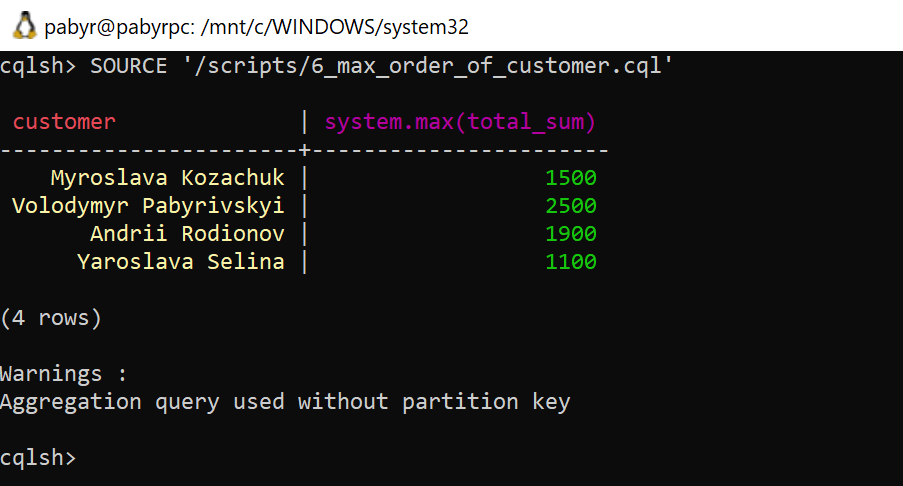 pabyr@pabyrpc: /mnt/c/WINDOWS/system32
cqlsh> SOURCE '/scripts/6_max_order_of_customer.cql'
customer | system.max(total_sum)
-----------------------+-----------------------
Myroslava Kozachuk | 1500
Volodymyr Pabyrivskyi | 2500
Andrii Rodionov | 1900
Yaroslava Selina | 1100
(4 rows)
Warnings :
Aggregation query used without partition key
cqlsh>